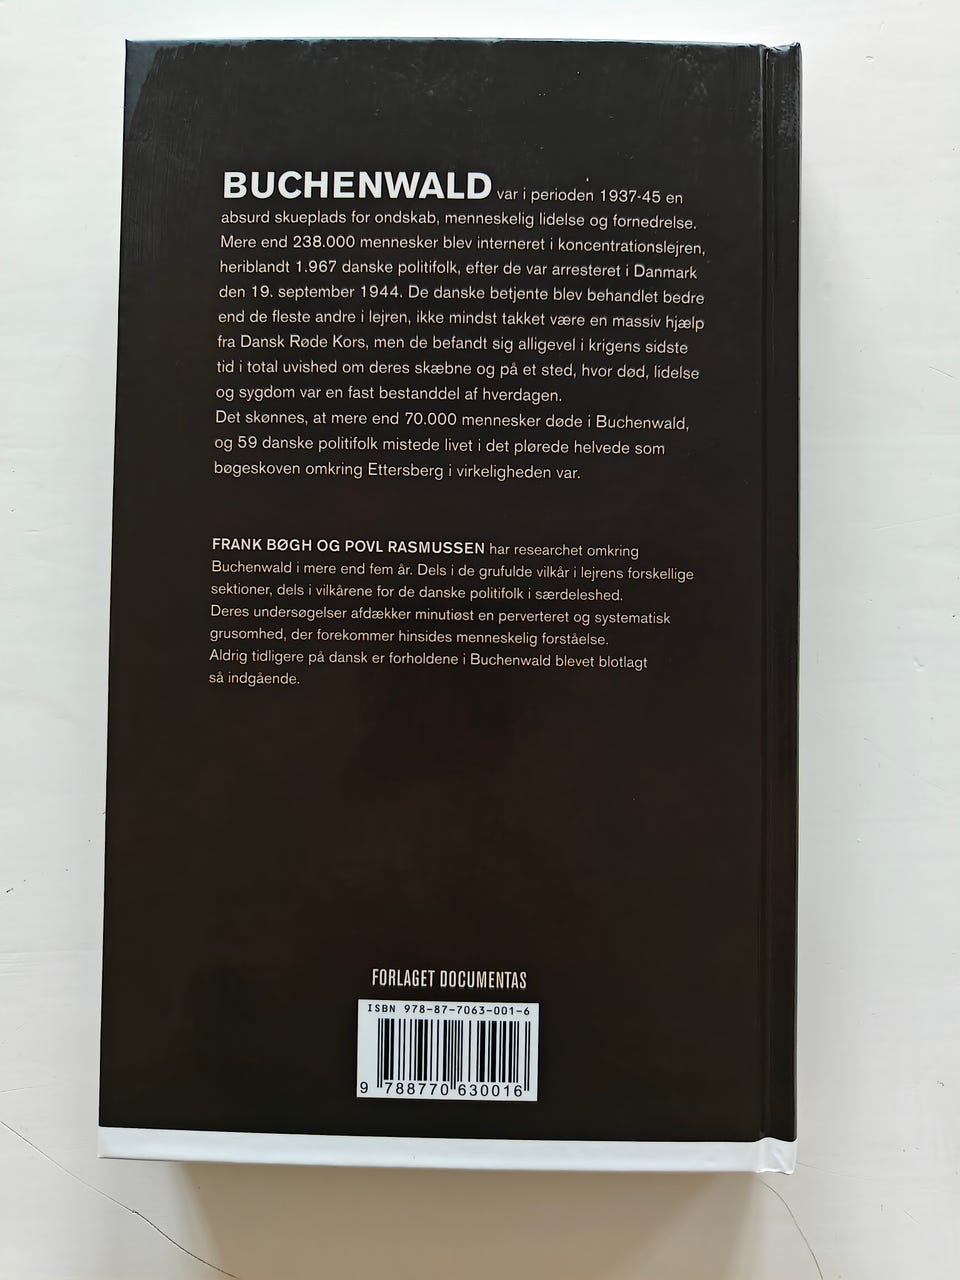 BUCHENWALD var i perioden 1937-45 en
absurd skueplads for ondskab, menneskelig lidelse og fornedrelse.
Mere end 238.000 mennesker blev interneret i koncentrationslejren,
heriblandt 1.967 danske politifolk, efter de var arresteret i Danmark
den 19. september 1944. De danske betjente blev behandlet bedre
end de fleste andre i lejren, ikke mindst takket være en massiv hjælp
fra Dansk Røde Kors, men de befandt sig alligevel i krigens sidste
tid i total uvished om deres skæbne og på et sted, hvor død, lidelse
og sygdom var en fast bestanddel af hverdagen.
Det skønnes, at mere end 70.000 mennesker døde i Buchenwald,
og 59 danske politifolk mistede livet i det plørede helvede som
bøgeskoven omkring Ettersberg i virkeligheden var.
FRANK BØGH OG POVL RASMUSSEN har researchet omkring
Buchenwald i mere end fem år. Dels i de grufulde vilkår i lejrens forskellige
sektioner, dels i vilkårene for de danske politifolk i særdeleshed.
Deres undersøgelser afdækker minutiøst en perverteret og systematisk
grusomhed, der forekommer hinsides menneskelig forståelse.
Aldrig tidligere på dansk er forholdene i Buchenwald blevet blotlagt
så indgående.
FORLAGET DOCUMENTAS
ISBN 978-87-7063-001-6
9 788770 630016